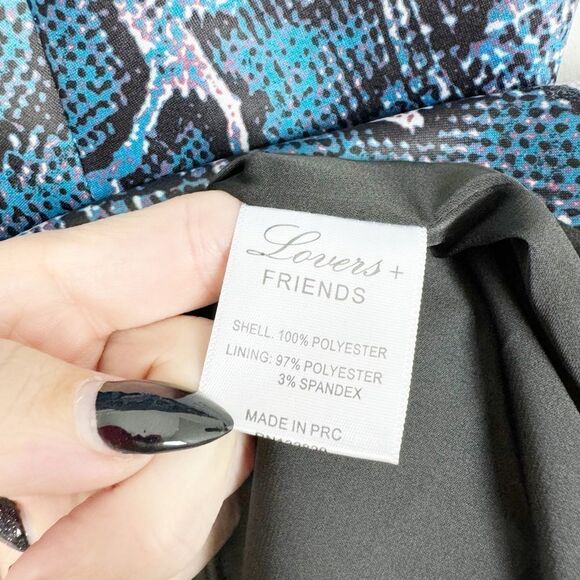 Lovers +
FRIENDS
SHELL. 100% POLYESTER
LINING: 97% POLYESTER
3% SPANDEX
MADE IN PRC